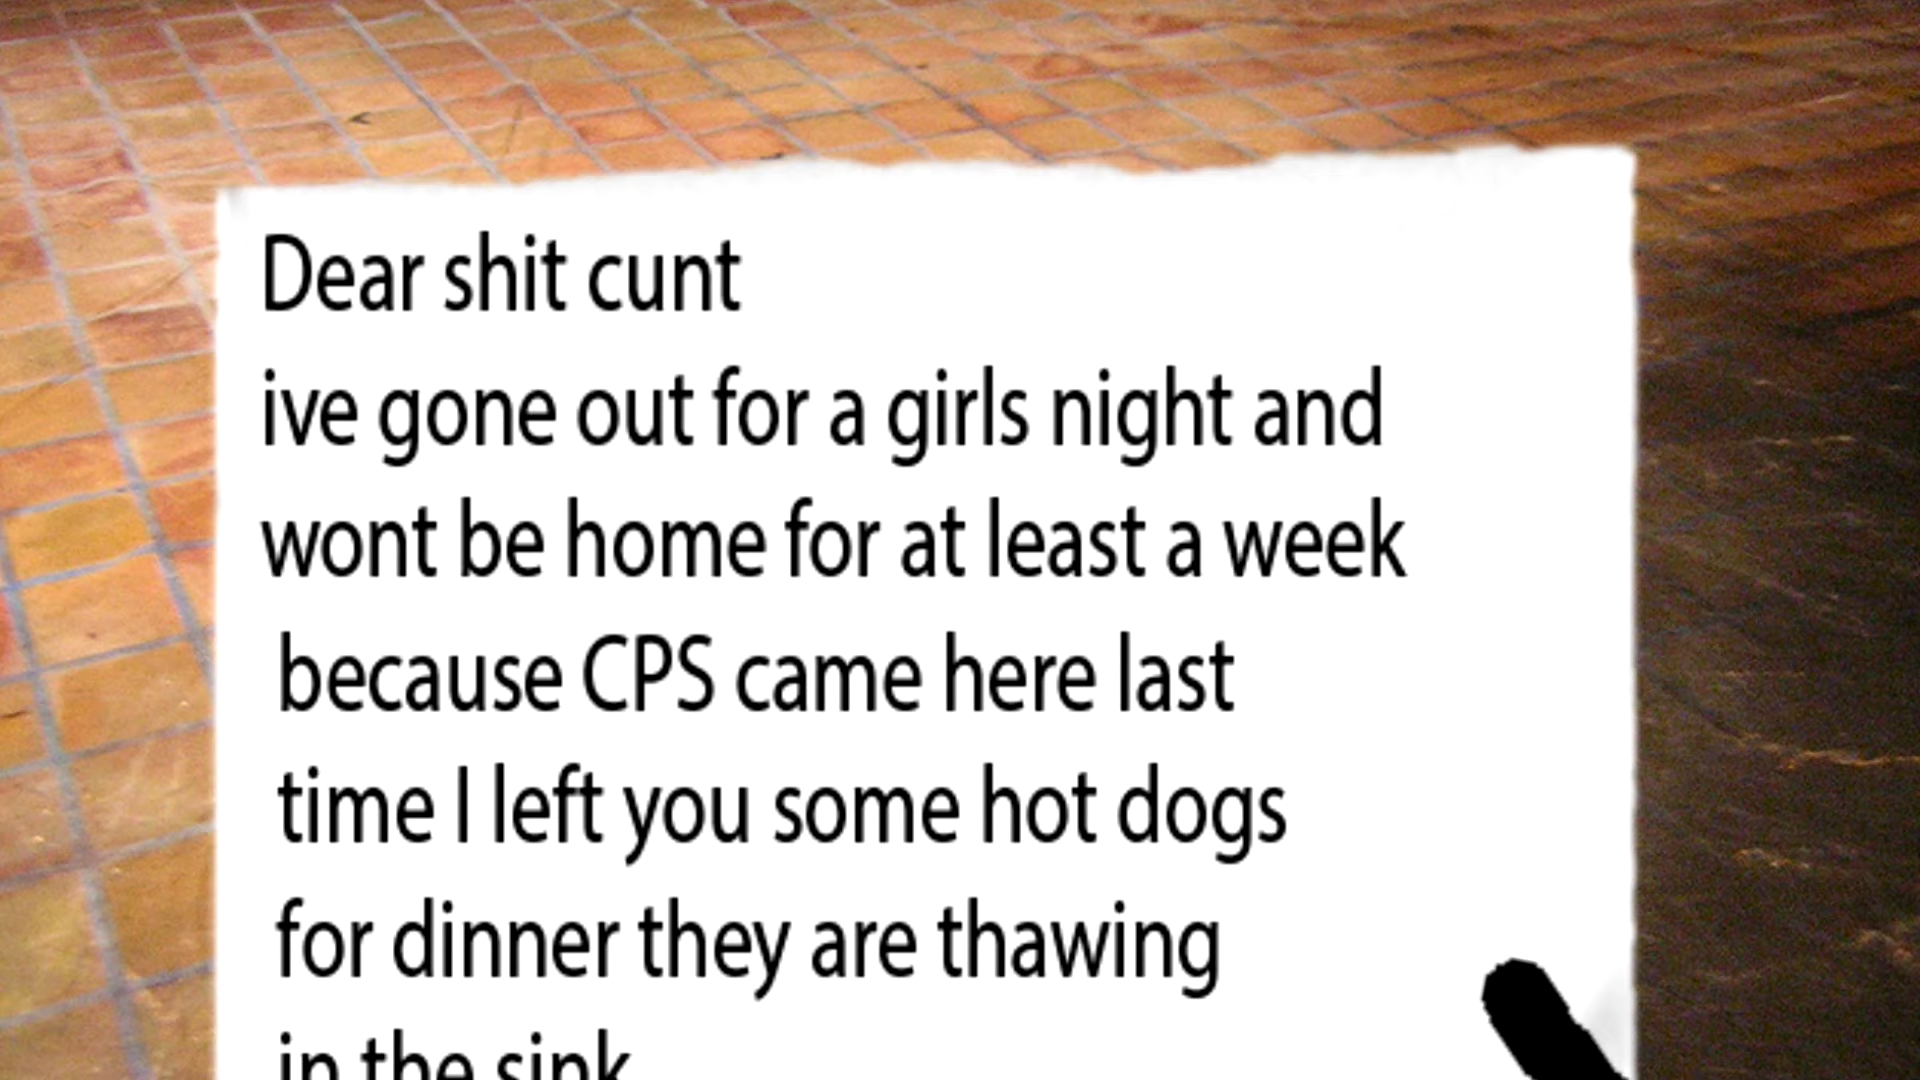 Dear shit cunt
ive gone out for a girls night and
wont be home for at least a week
because CPS came here last
time I left you some hot dogs
for dinner they are thawing
in the sink